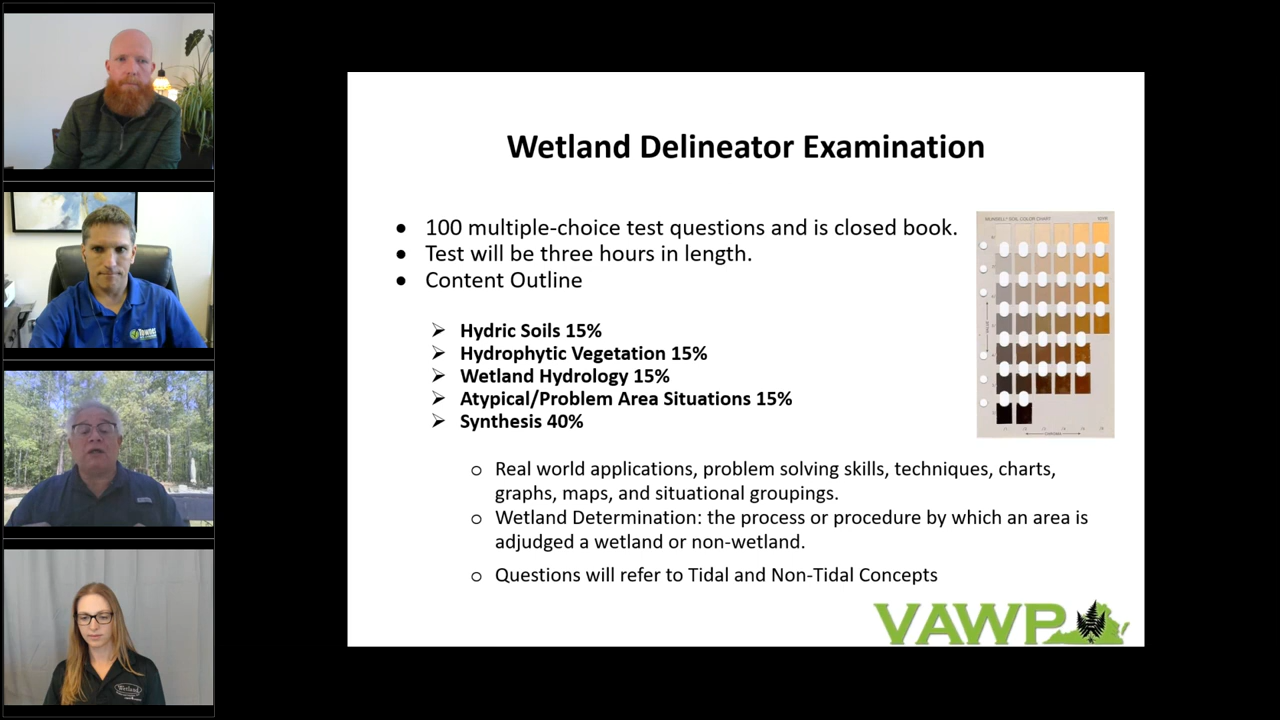 Wetland Delineator Examination
100 multiple-choice test questions and is closed book.
Test will be three hours in length.
Content Outline
Hydric Soils 15%
Hydrophytic Vegetation 15%
Wetland Hydrology 15%
Atypical/Problem Area Situations 15%
Synthesis 40%
Real world applications, problem solving skills, techniques, charts,
graphs, maps, and situational groupings.
Wetland Determination: the process or procedure by which an area is
adjudged a wetland or non-wetland.
Questions will refer to Tidal and Non-Tidal Concepts
VAWP
MUNSELL® SOIL COLOR CHART